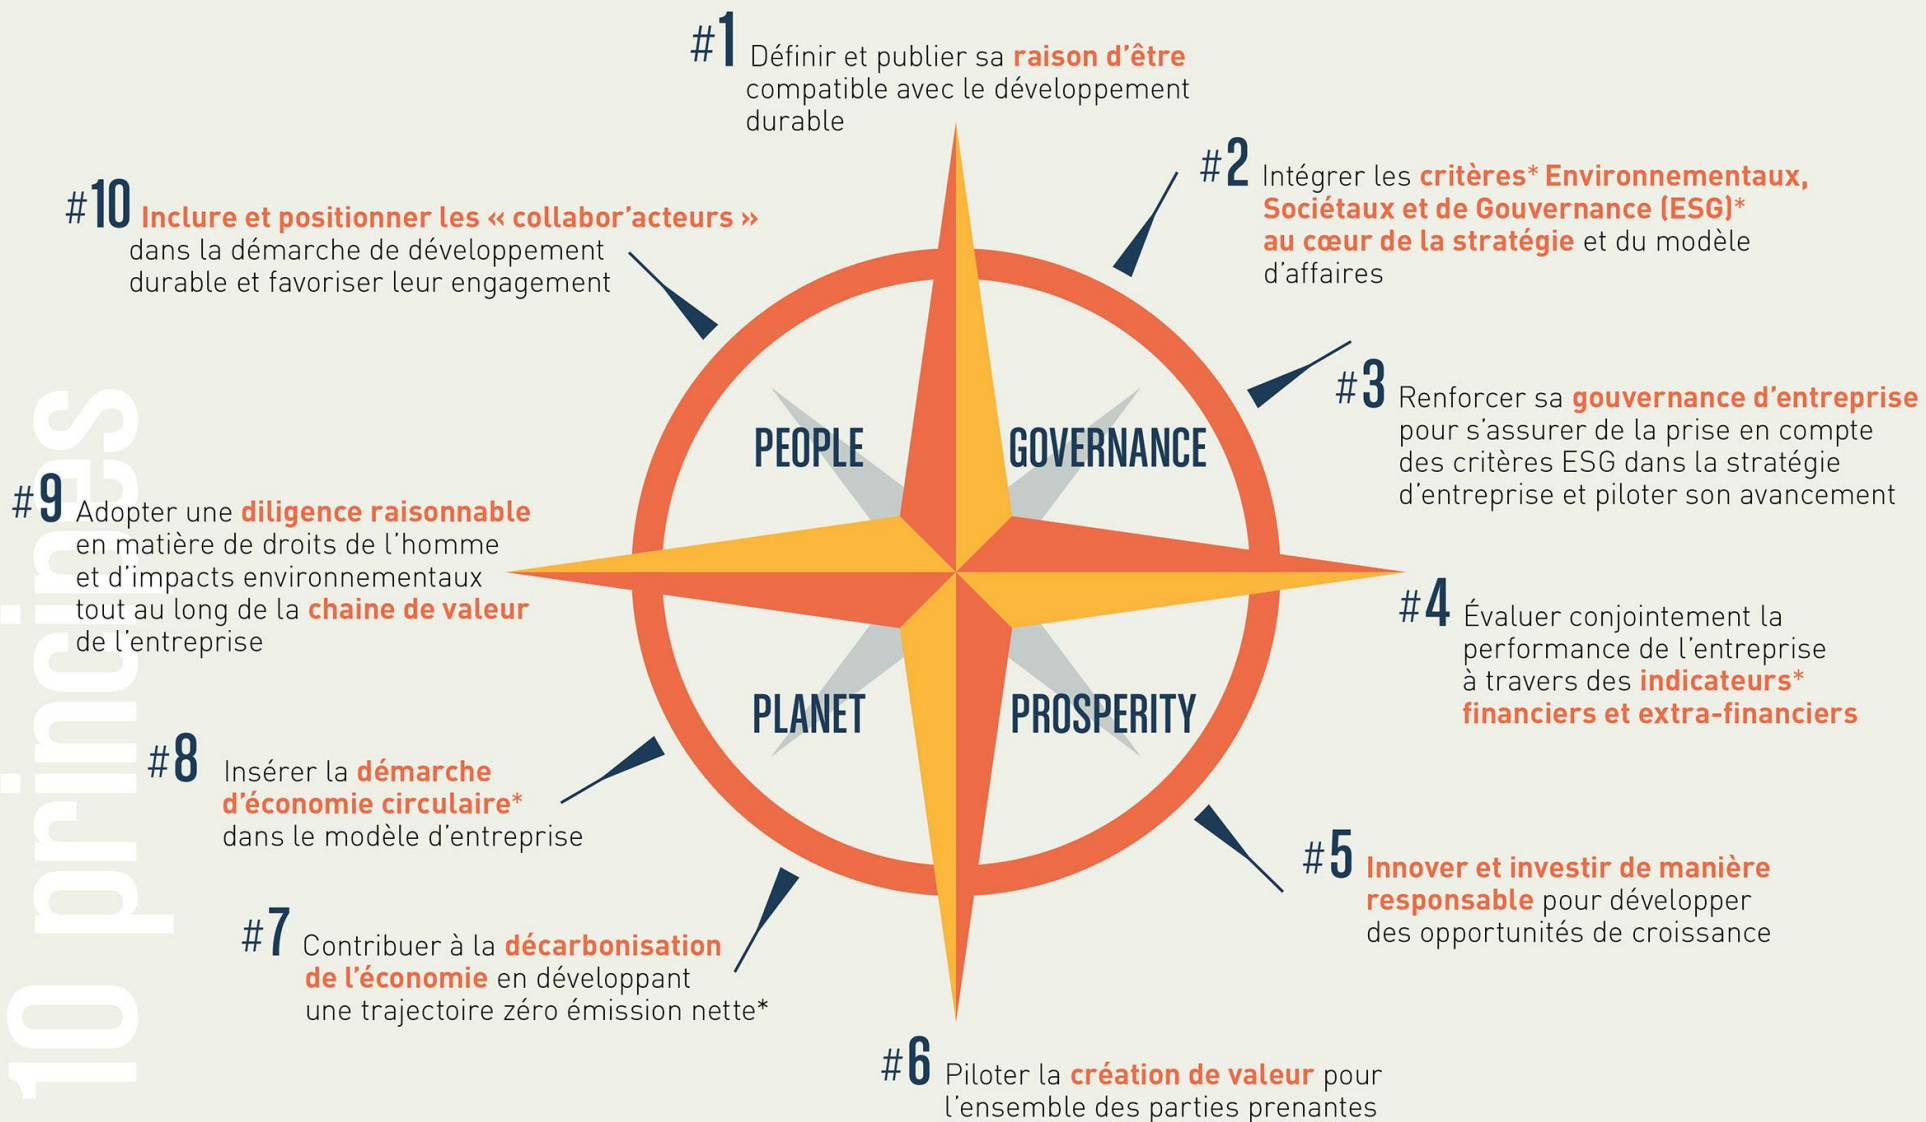 #1 Définir et publier sa raison d'être
compatible avec le développement
durable
#2 Intégrer les critères* Environnementaux,
Sociétaux et de Gouvernance (ESG)*
au cœur de la stratégie et du modèle
d'affaires
#3 Renforcer sa gouvernance d'entreprise
pour s'assurer de la prise en compte
des critères ESG dans la stratégie
d'entreprise et piloter son avancement
#4 Évaluer conjointement la
performance de l'entreprise
à travers des indicateurs*
financiers et extra-financiers
#5 Innover et investir de manière
responsable pour développer
des opportunités de croissance
#6 Piloter la création de valeur pour
l'ensemble des parties prenantes
#7 Contribuer à la décarbonisation
de l'économie en développant
une trajectoire zéro émission nette*
#8 Insérer la démarche
d'économie circulaire*
dans le modèle d'entreprise
#9 Adopter une diligence raisonnable
en matière de droits de l'homme
et d'impacts environnementaux
tout au long de la chaine de valeur
de l'entreprise
#10 Inclure et positionner les « collabor'acteurs »
dans la démarche de développement
durable et favoriser leur engagement
PEOPLE
GOVERNANCE
PLANET
PROSPERITY
10 principes